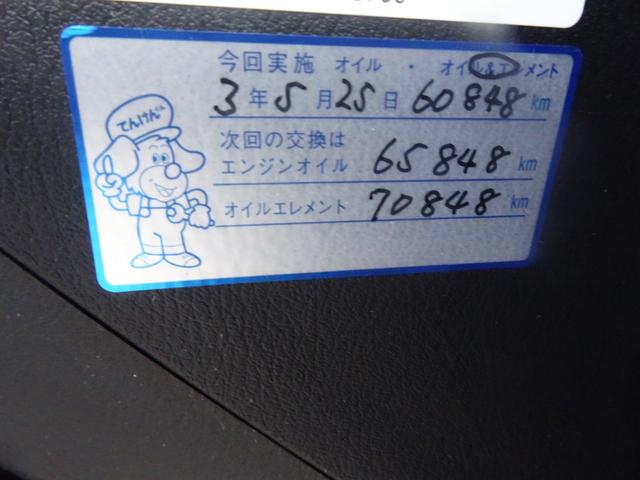 今回実施 オイル ・ オイル&エレメント
3年5月25日 60848km
てんけんくん
次回の交換は
エンジンオイル 65848km
オイルエレメント 70848km